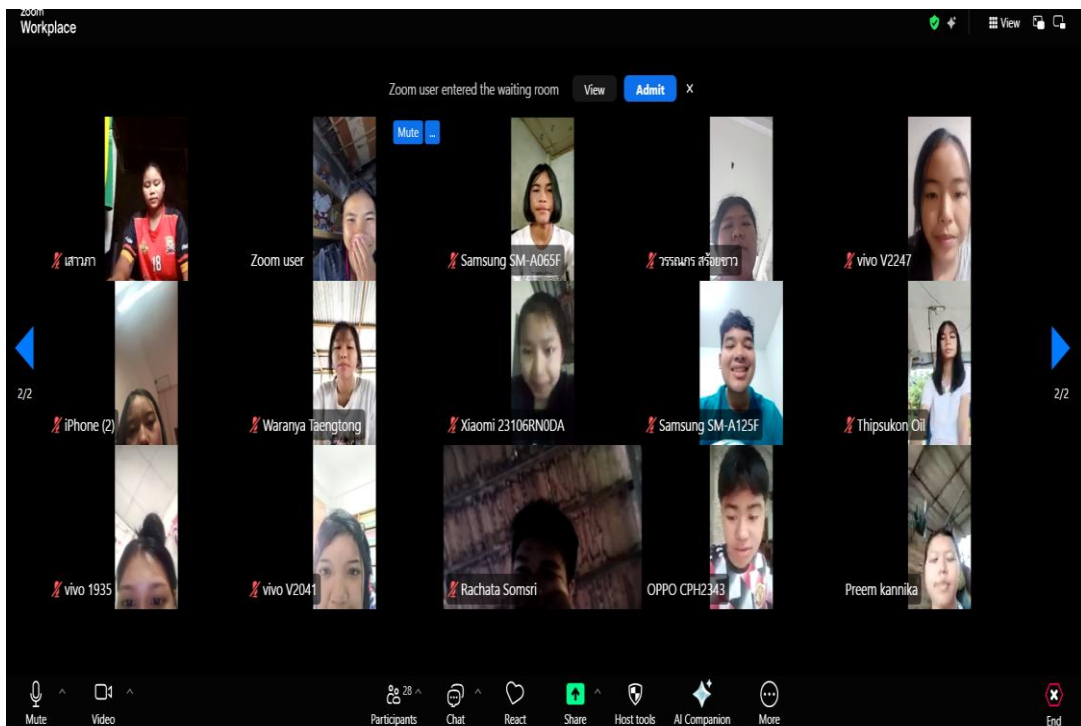 zoom
Workplace
View
Zoom user entered the waiting room View Admit X
Mute ...
เสาวภา
Zoom user
Samsung SM-A065F
วรรณภร สร้อยขาว
vivo V2247
18
2/2
2/2
iPhone (2)
Waranya Taengtong
Xiaomi 23106RN0DA
Samsung SM-A125F
Thipsukon Oil
vivo 1935
vivo V2041
Rachata Somsri
OPPO CPH2343
Preem kannika
Mute
Video
Participants 28
Chat
React
Share
Host tools
AI Companion
More
End